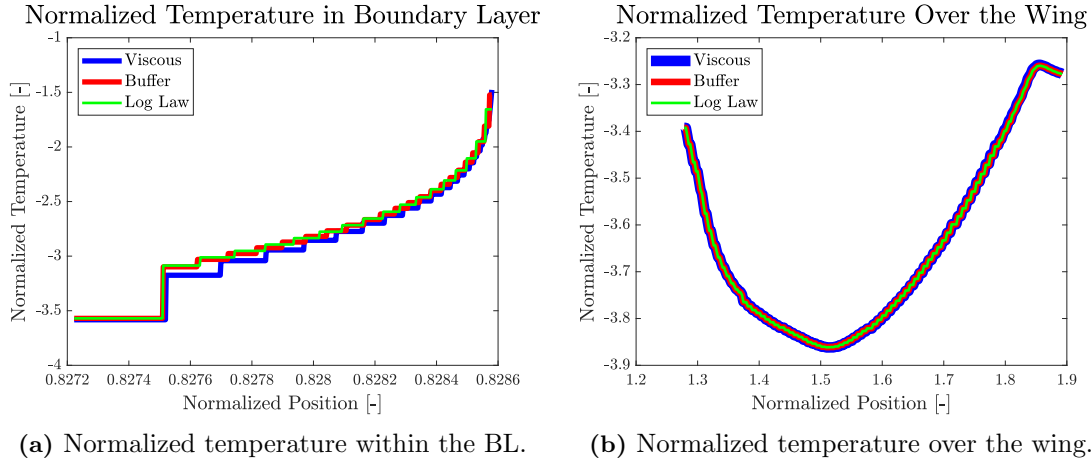 Normalized Temperature in Boundary Layer
Normalized Temperature [-]
-1
-1.5
-2
-2.5
-3
-3.5
-4
Viscous
Buffer
Log Law
0.8272 0.8274 0.8276 0.8278 0.828 0.8282 0.8284 0.8286
Normalized Position [-]
(a) Normalized temperature within the BL.
Normalized Temperature Over the Wing
Normalized Temperature [-]
-3.2
-3.3
-3.4
-3.5
-3.6
-3.7
-3.8
-3.9
Viscous
Buffer
Log Law
1.2 1.3 1.4 1.5 1.6 1.7 1.8 1.9
Normalized Position [-]
(b) Normalized temperature over the wing.